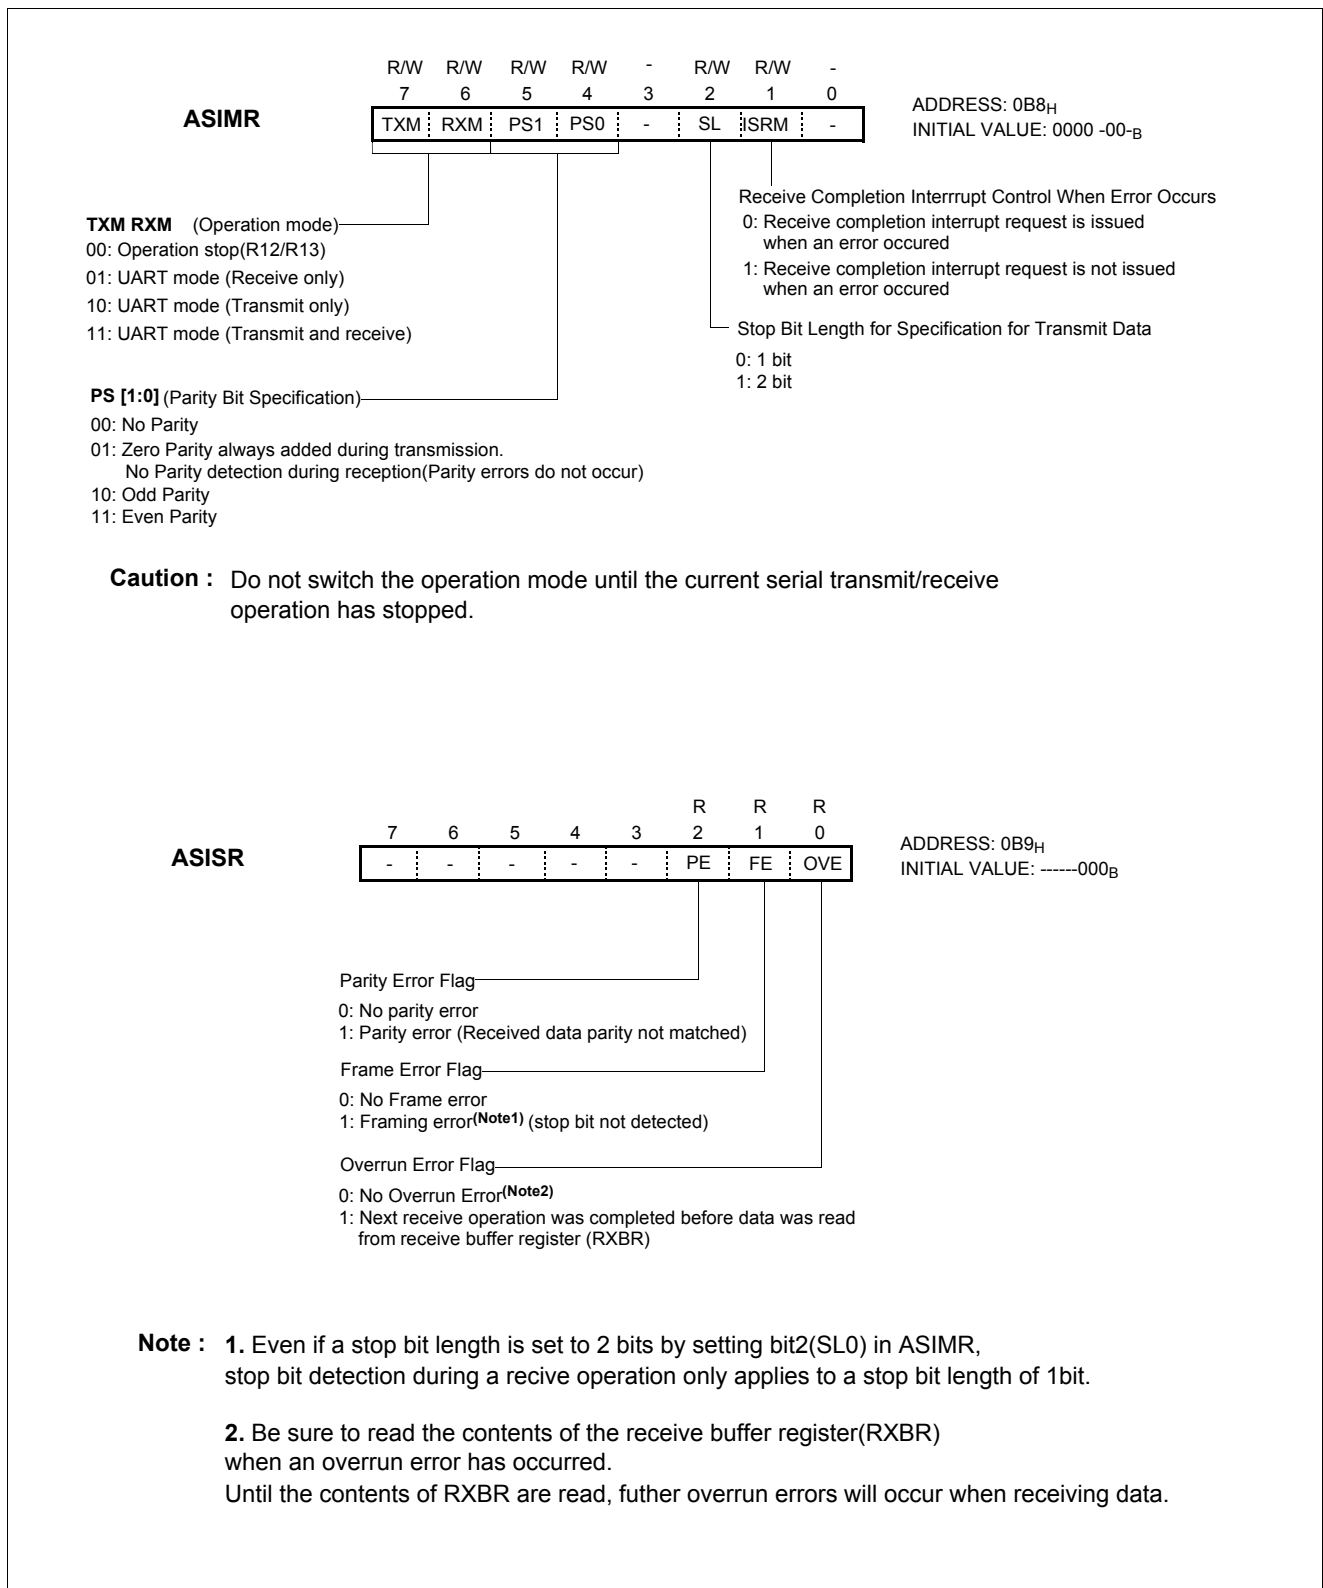 R/W R/W R/W R/W - R/W R/W -
7 6 5 4 3 2 1 0
ASIMR
TXM RXM PS1 PS0 - SL ISRM -
ADDRESS: 0B8H
INITIAL VALUE: 0000 -00-B
Receive Completion Interrrupt Control When Error Occurs
0: Receive completion interrupt request is issued
when an error occured
1: Receive completion interrupt request is not issued
when an error occured
Stop Bit Length for Specification for Transmit Data
0: 1 bit
1: 2 bit
TXM RXM (Operation mode)
00: Operation stop(R12/R13)
01: UART mode (Receive only)
10: UART mode (Transmit only)
11: UART mode (Transmit and receive)
PS [1:0] (Parity Bit Specification)
00: No Parity
01: Zero Parity always added during transmission.
No Parity detection during reception(Parity errors do not occur)
10: Odd Parity
11: Even Parity
Caution : Do not switch the operation mode until the current serial transmit/receive
operation has stopped.
R R R
7 6 5 4 3 2 1 0
ASISR
- - - - - PE FE OVE
ADDRESS: 0B9H
INITIAL VALUE: ------000B
Parity Error Flag
0: No parity error
1: Parity error (Received data parity not matched)
Frame Error Flag
0: No Frame error
1: Framing error(Note1) (stop bit not detected)
Overrun Error Flag
0: No Overrun Error(Note2)
1: Next receive operation was completed before data was read
from receive buffer register (RXBR)
Note : 1. Even if a stop bit length is set to 2 bits by setting bit2(SL0) in ASIMR,
stop bit detection during a recive operation only applies to a stop bit length of 1bit.
2. Be sure to read the contents of the receive buffer register(RXBR)
when an overrun error has occurred.
Until the contents of RXBR are read, futher overrun errors will occur when receiving data.